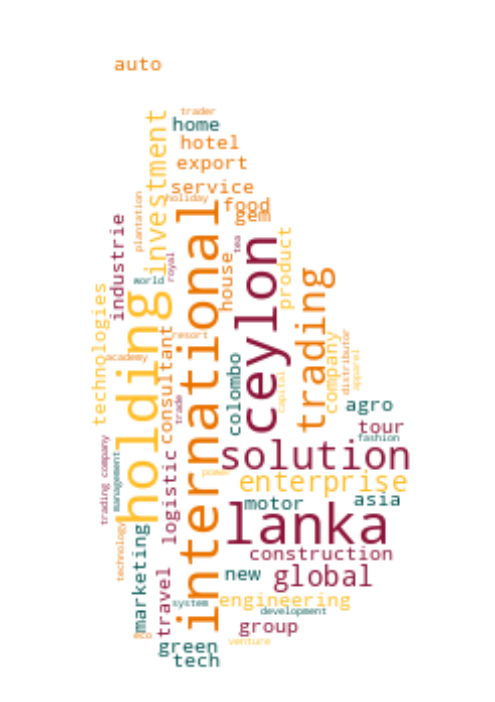 auto
trader
home
hotel
export
investment
service
holiday
food
gem
plantation
industrie
international
tea
ceylon
product
house
royal
world
holding
technologies
trading
consultant
resort
academy
colombo
company
distributor
apparel
capital
trade
agro
tour
fashion
solution
logistic
trading company
management
power
enterprise
motor
asia
lanka
technology
marketing
construction
travel
new
global
system
engineering
development
eco
group
green
venture
tech